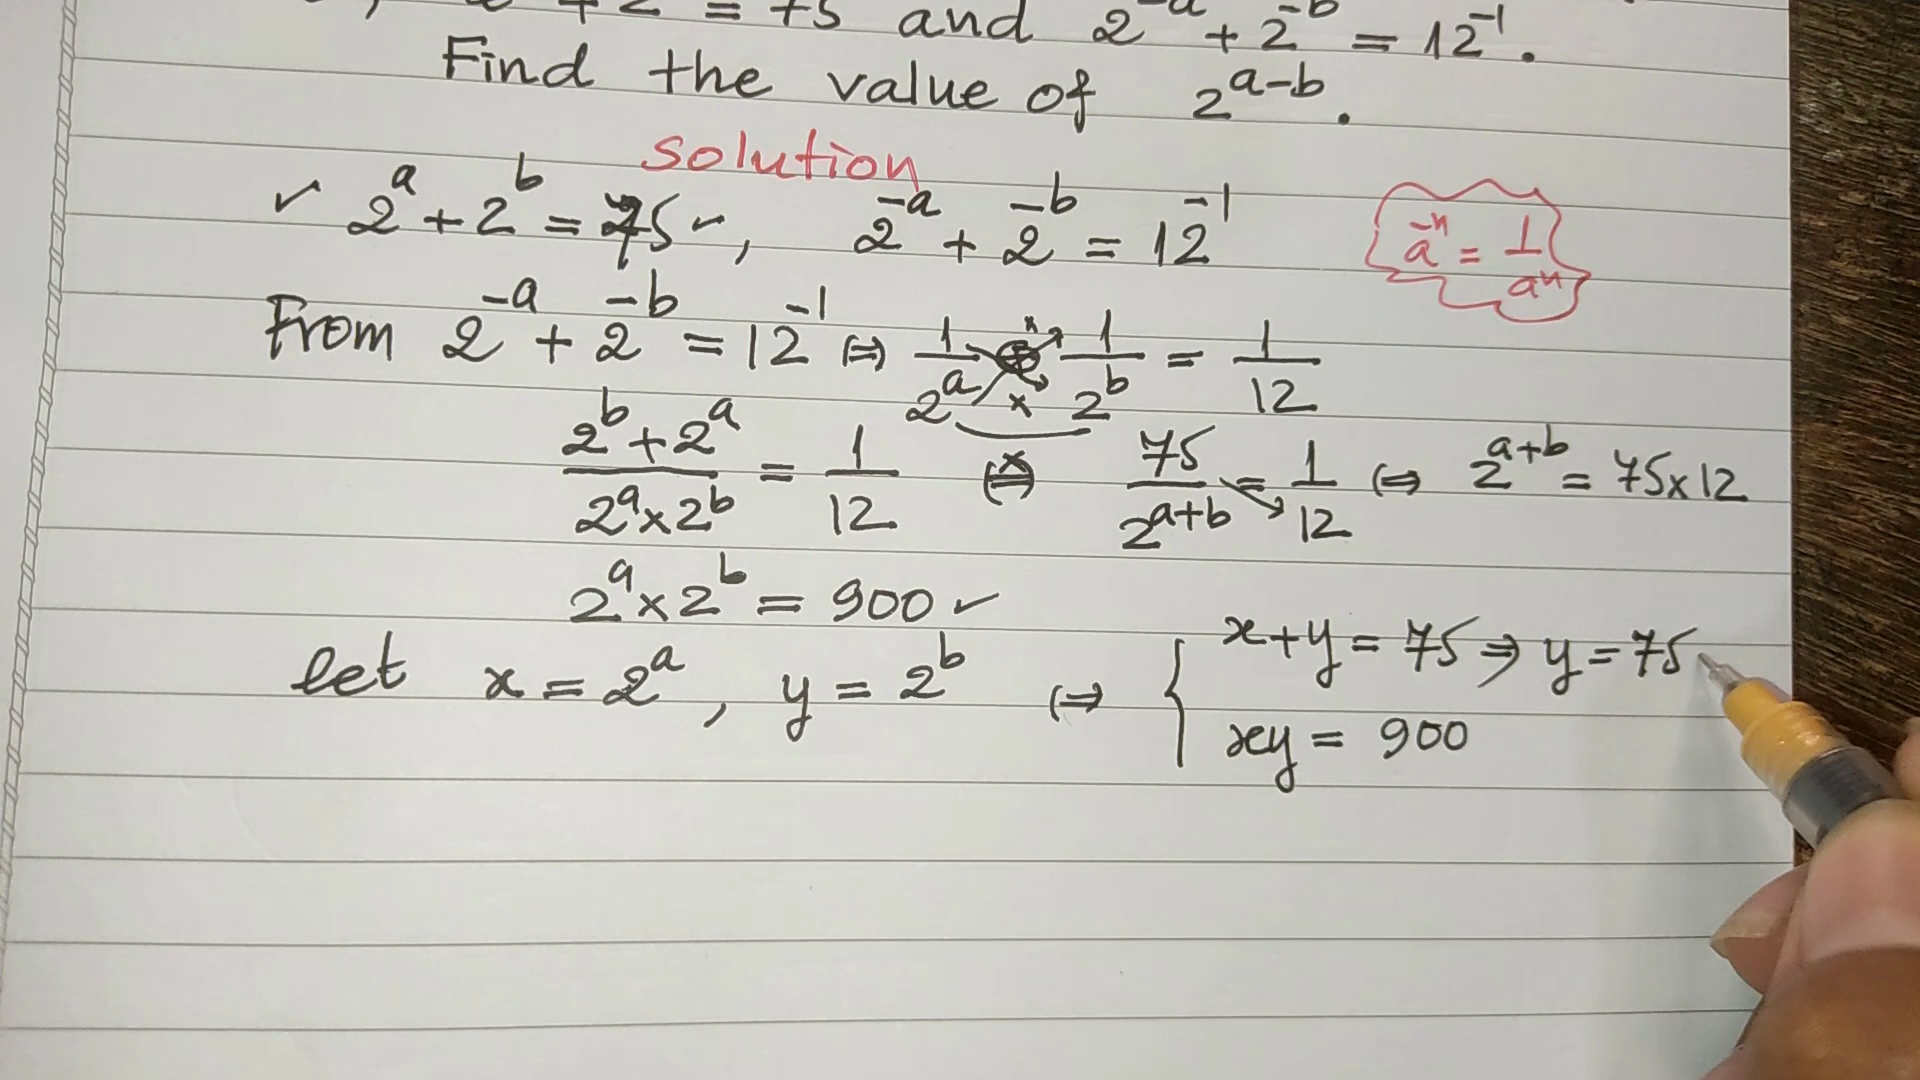 +2 = 75 and 2^-a + 2^-b = 12^-1.
Find the value of 2^a-b.
solution
✓ 2^a + 2^b = 75 ✓, 2^-a + 2^-b = 12^-1
a^-n = 1/a^n
From 2^-a + 2^-b = 12^-1 ⇔ 1/2^a + 1/2^b = 1/12
(2^b + 2^a)/(2^a × 2^b) = 1/12 ⇔ 75/2^a+b = 1/12 ⇔ 2^a+b = 75×12
2^a × 2^b = 900 ✓
let x = 2^a, y = 2^b ⇔ { x+y = 75 ⇒ y = 75
xy = 900